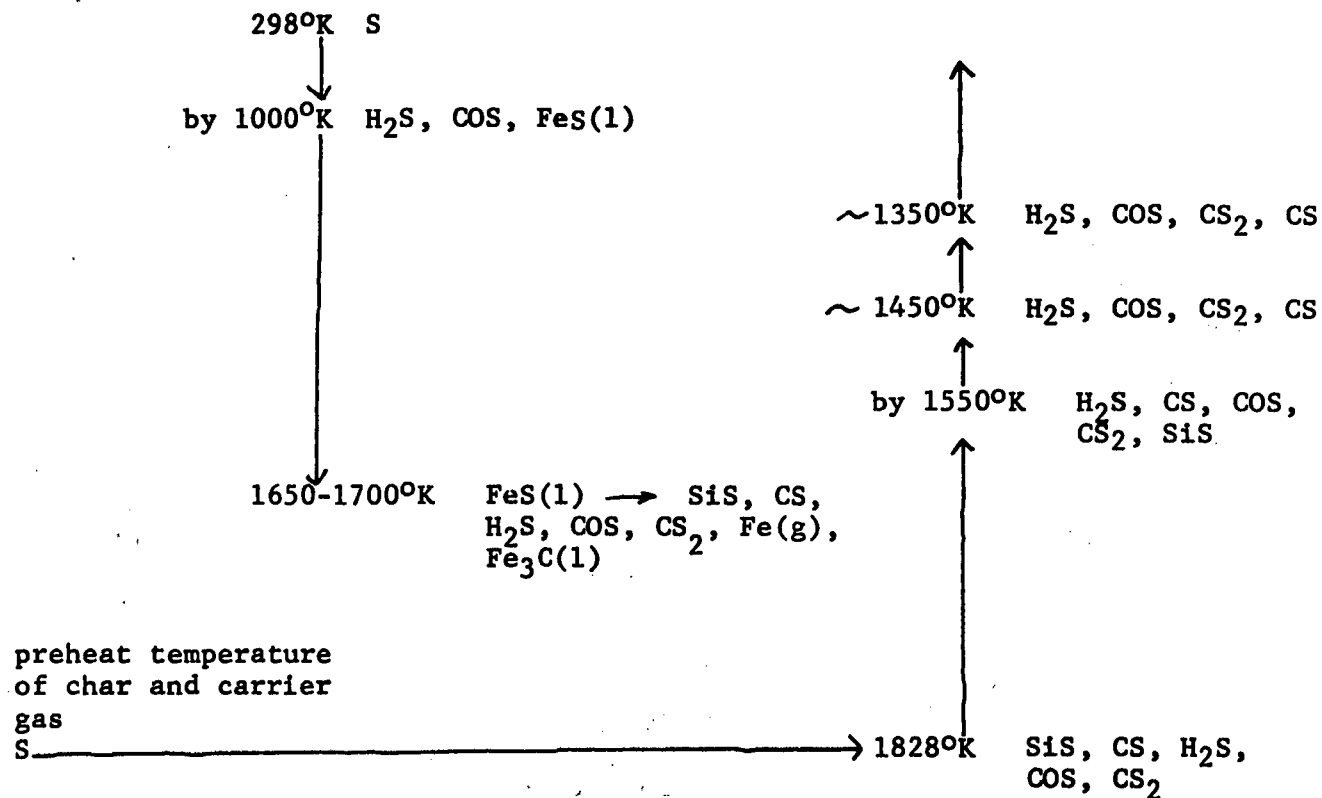 298°K S
by 1000°K H₂S, COS, FeS(l)
1650-1700°K FeS(l) → SiS, CS,
H₂S, COS, CS₂, Fe(g),
Fe₃C(l)
preheat temperature
of char and carrier
gas
S
~1350°K H₂S, COS, CS₂, CS
~ 1450°K H₂S, COS, CS₂, CS
by 1550°K H₂S, CS, COS,
CS₂, SiS
1828°K SiS, CS, H₂S,
COS, CS₂